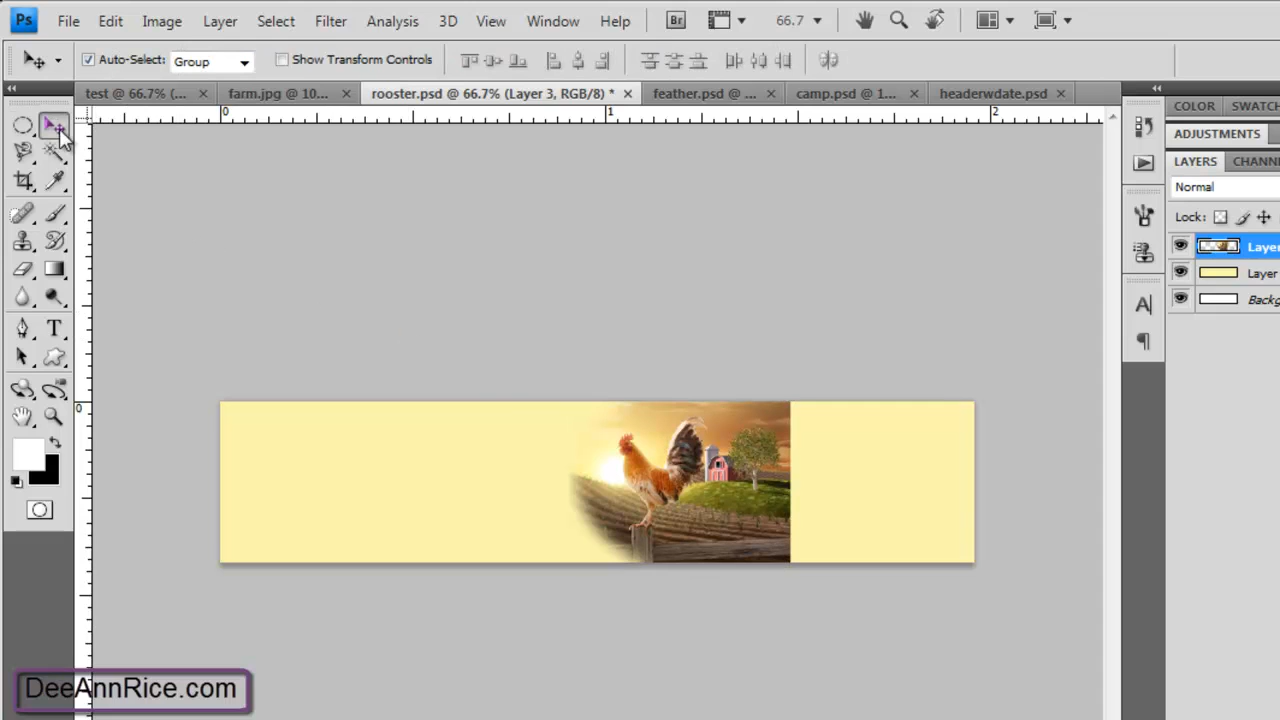 Ps File Edit Image Layer Select Filter Analysis 3D View Window Help Br 66.7
Auto-Select: Group Show Transform Controls
test @ 66.7% (... × farm.jpg @ 10... × rooster.psd @ 66.7% (Layer 3, RGB/8) * × feather.psd @ ... × camp.psd @ 1... × headerwdate.psd ×
COLOR SWATCH
0 1 2
ADJUSTMENTS
LAYERS CHANN
Normal
Lock:
Layer
Layer
Backg
T
A
0
DeeAnnRice.com